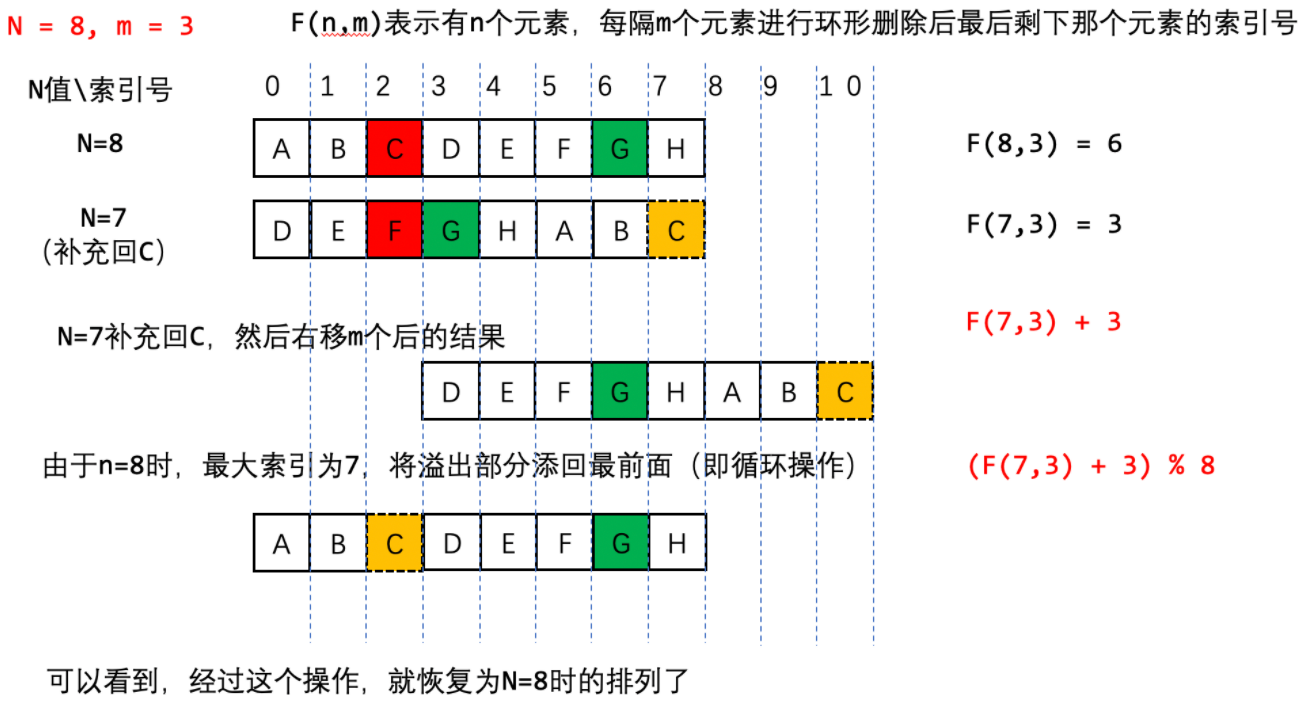 N = 8, m = 3
F(n,m)表示有n个元素，每隔m个元素进行环形删除后最后剩下那个元素的索引号
N值\索引号 0 1 2 3 4 5 6 7 8 9 1 0
N=8 A B C D E F G H F(8,3) = 6
N=7 D E F G H A B C F(7,3) = 3
（补充回C）
N=7补充回C，然后右移m个后的结果 F(7,3) + 3
D E F G H A B C
由于n=8时，最大索引为7，将溢出部分添回最前面（即循环操作） (F(7,3) + 3) % 8
A B C D E F G H
可以看到，经过这个操作，就恢复为N=8时的排列了